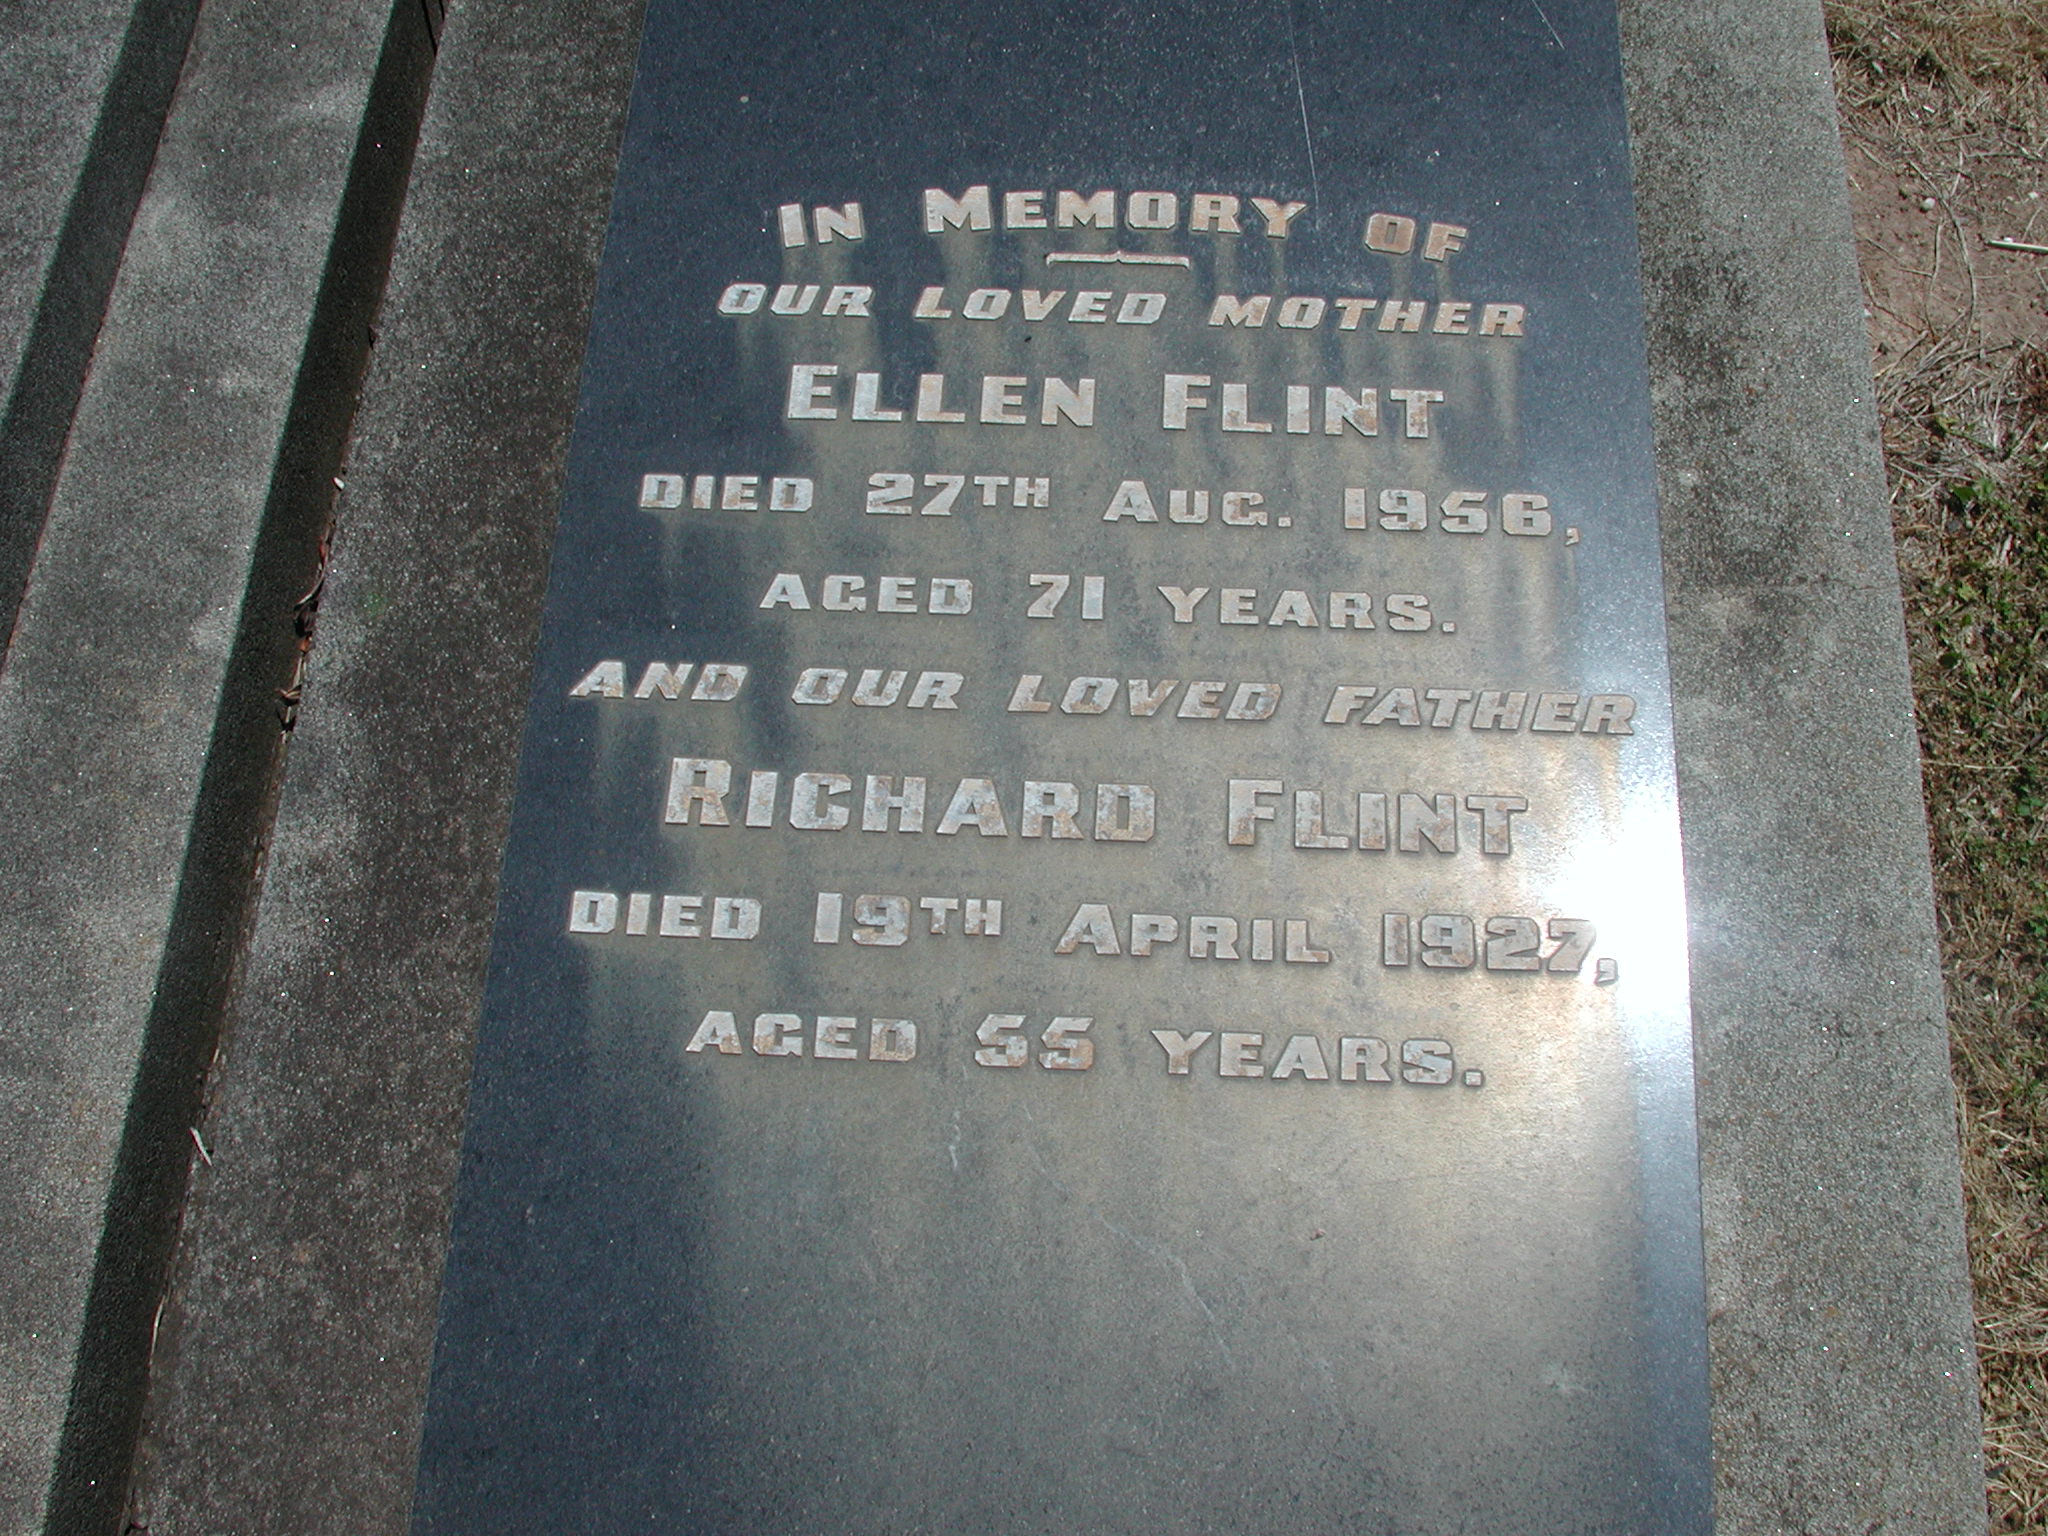 IN MEMORY OF
OUR LOVED MOTHER
ELLEN FLINT
DIED 27TH AUG. 1956,
AGED 71 YEARS.
AND OUR LOVED FATHER
RICHARD FLINT
DIED 19TH APRIL 1927,
AGED 55 YEARS.